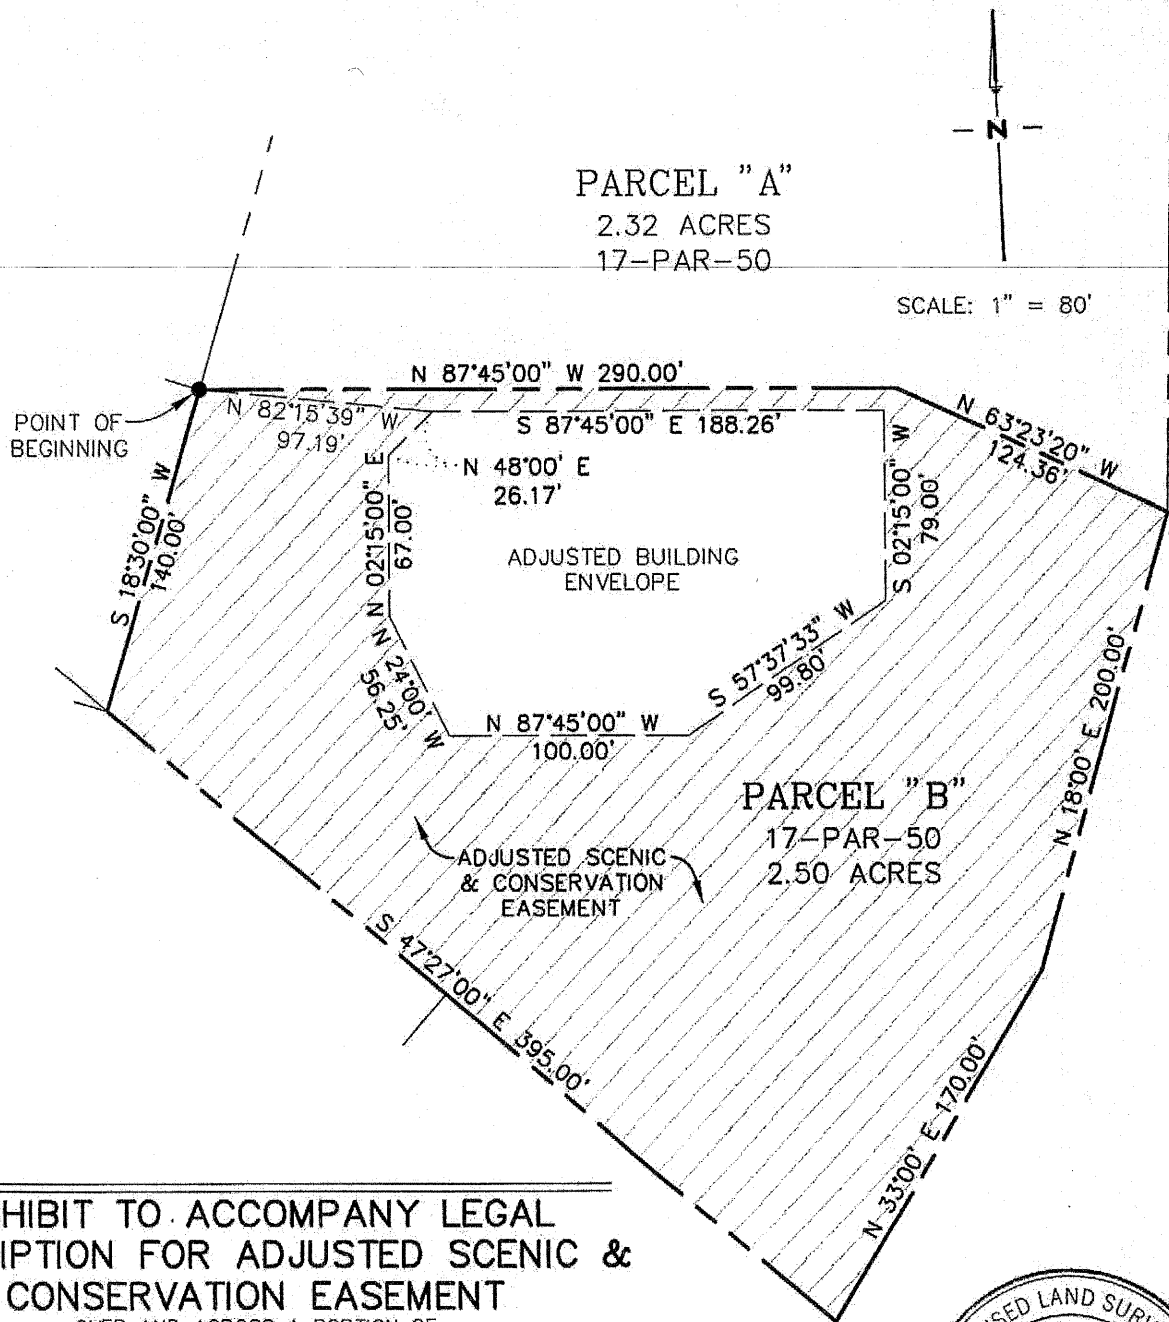 N
PARCEL "A"
2.32 ACRES
17-PAR-50
SCALE: 1" = 80'
N 87°45'00" W 290.00'
POINT OF
BEGINNING
N 82°15'39" W
97.19'
S 87°45'00" E 188.26'
N 63°23'20" W
124.36'
N 48°00' E
26.17'
S 18°30'00" W
140.00'
N 02°15'00" E
67.00'
ADJUSTED BUILDING
ENVELOPE
S 02°15'00" W
79.00'
N 24°00' W
56.25'
S 57°37'33" W
99.80'
N 87°45'00" W
100.00'
N 18°00' E 200.00'
PARCEL "B"
17-PAR-50
2.50 ACRES
ADJUSTED SCENIC
& CONSERVATION
EASEMENT
S 47°27'00" E 395.00'
N 33°00' E 170.00'
HIBIT TO ACCOMPANY LEGAL
IPTION FOR ADJUSTED SCENIC &
CONSERVATION EASEMENT
SED LAND SURV